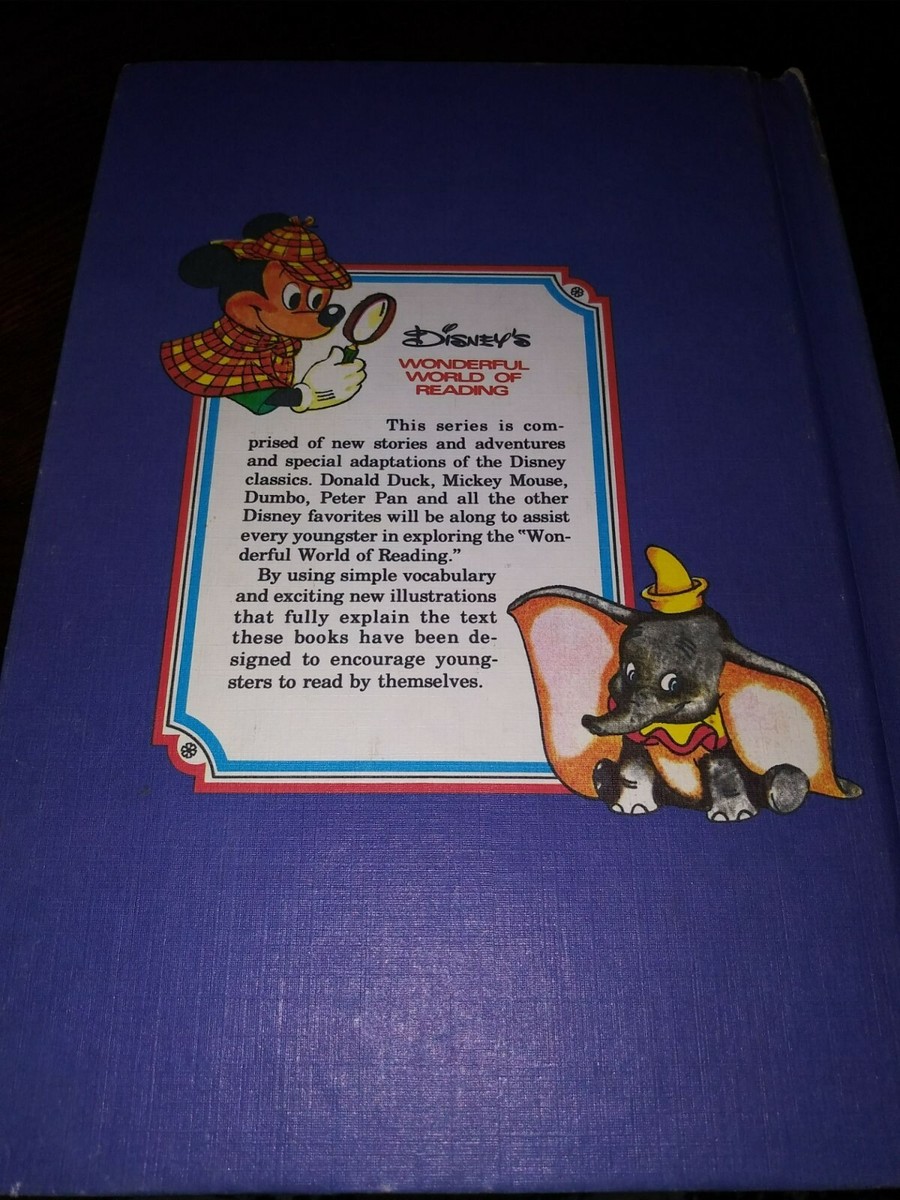 Disney's
WONDERFUL
WORLD OF
READING
This series is com-
prised of new stories and adventures
and special adaptations of the Disney
classics. Donald Duck, Mickey Mouse,
Dumbo, Peter Pan and all the other
Disney favorites will be along to assist
every youngster in exploring the "Won-
derful World of Reading."
By using simple vocabulary
and exciting new illustrations
that fully explain the text
these books have been de-
signed to encourage young-
sters to read by themselves.